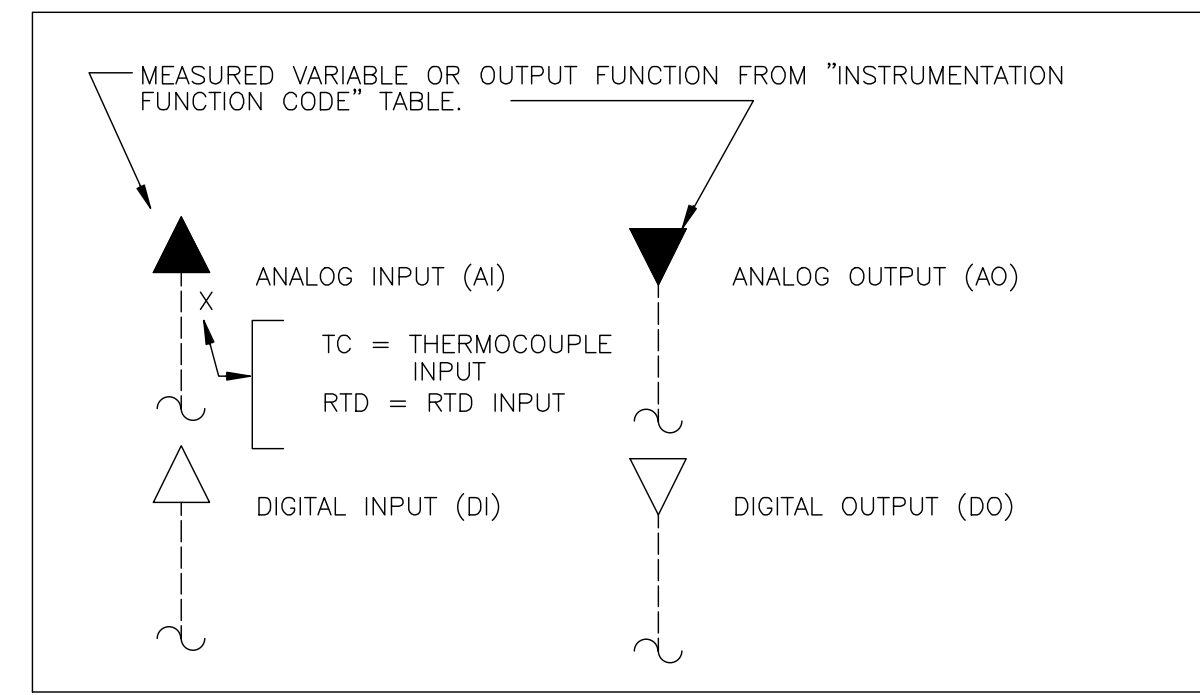 MEASURED VARIABLE OR OUTPUT FUNCTION FROM "INSTRUMENTATION
FUNCTION CODE" TABLE.
ANALOG INPUT (AI)
X
TC = THERMOCOUPLE
INPUT
RTD = RTD INPUT
ANALOG OUTPUT (AO)
DIGITAL INPUT (DI)
DIGITAL OUTPUT (DO)